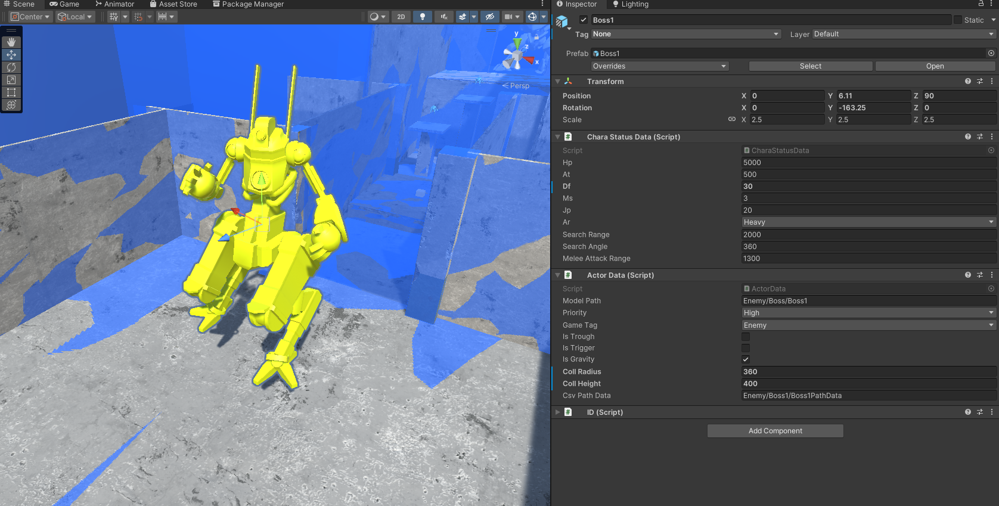 Scene Game Animator Asset Store Package Manager
Center Local 2D
y
z
x
Persp
Inspector Lighting
Boss1 Static
Tag None Layer Default
Prefab Boss1
Overrides Select Open
Transform
Position X 0 Y 6.11 Z 90
Rotation X 0 Y -163.25 Z 0
Scale X 2.5 Y 2.5 Z 2.5
# Chara Status Data (Script)
Script # CharaStatusData
Hp 5000
At 500
Df 30
Ms 3
Jp 20
Ar Heavy
Search Range 2000
Search Angle 360
Melee Attack Range 1300
# Actor Data (Script)
Script # ActorData
Model Path Enemy/Boss/Boss1
Priority High
Game Tag Enemy
Is Trough
Is Trigger
Is Gravity
Coll Radius 360
Coll Height 400
Csv Path Data Enemy/Boss1/Boss1PathData
# ID (Script)
Add Component